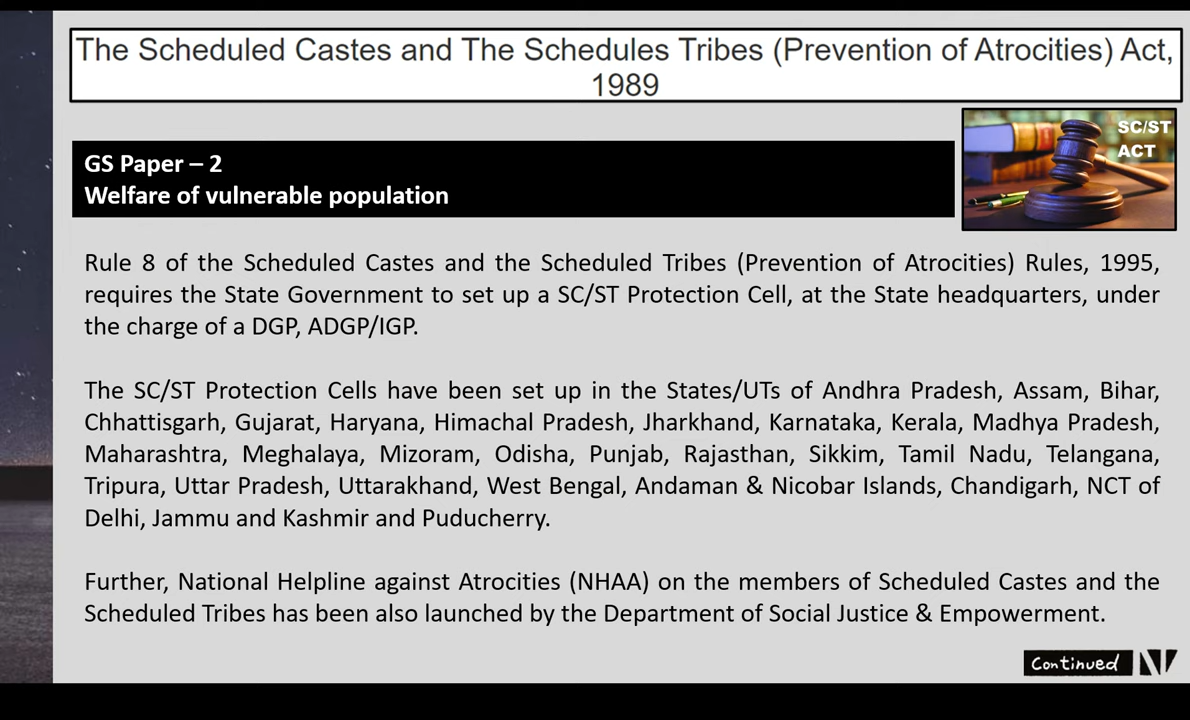 The Scheduled Castes and The Schedules Tribes (Prevention of Atrocities) Act,
1989
SC/ST
ACT
GS Paper – 2
Welfare of vulnerable population
Rule 8 of the Scheduled Castes and the Scheduled Tribes (Prevention of Atrocities) Rules, 1995,
requires the State Government to set up a SC/ST Protection Cell, at the State headquarters, under
the charge of a DGP, ADGP/IGP.
The SC/ST Protection Cells have been set up in the States/UTs of Andhra Pradesh, Assam, Bihar,
Chhattisgarh, Gujarat, Haryana, Himachal Pradesh, Jharkhand, Karnataka, Kerala, Madhya Pradesh,
Maharashtra, Meghalaya, Mizoram, Odisha, Punjab, Rajasthan, Sikkim, Tamil Nadu, Telangana,
Tripura, Uttar Pradesh, Uttarakhand, West Bengal, Andaman & Nicobar Islands, Chandigarh, NCT of
Delhi, Jammu and Kashmir and Puducherry.
Further, National Helpline against Atrocities (NHAA) on the members of Scheduled Castes and the
Scheduled Tribes has been also launched by the Department of Social Justice & Empowerment.
Continued